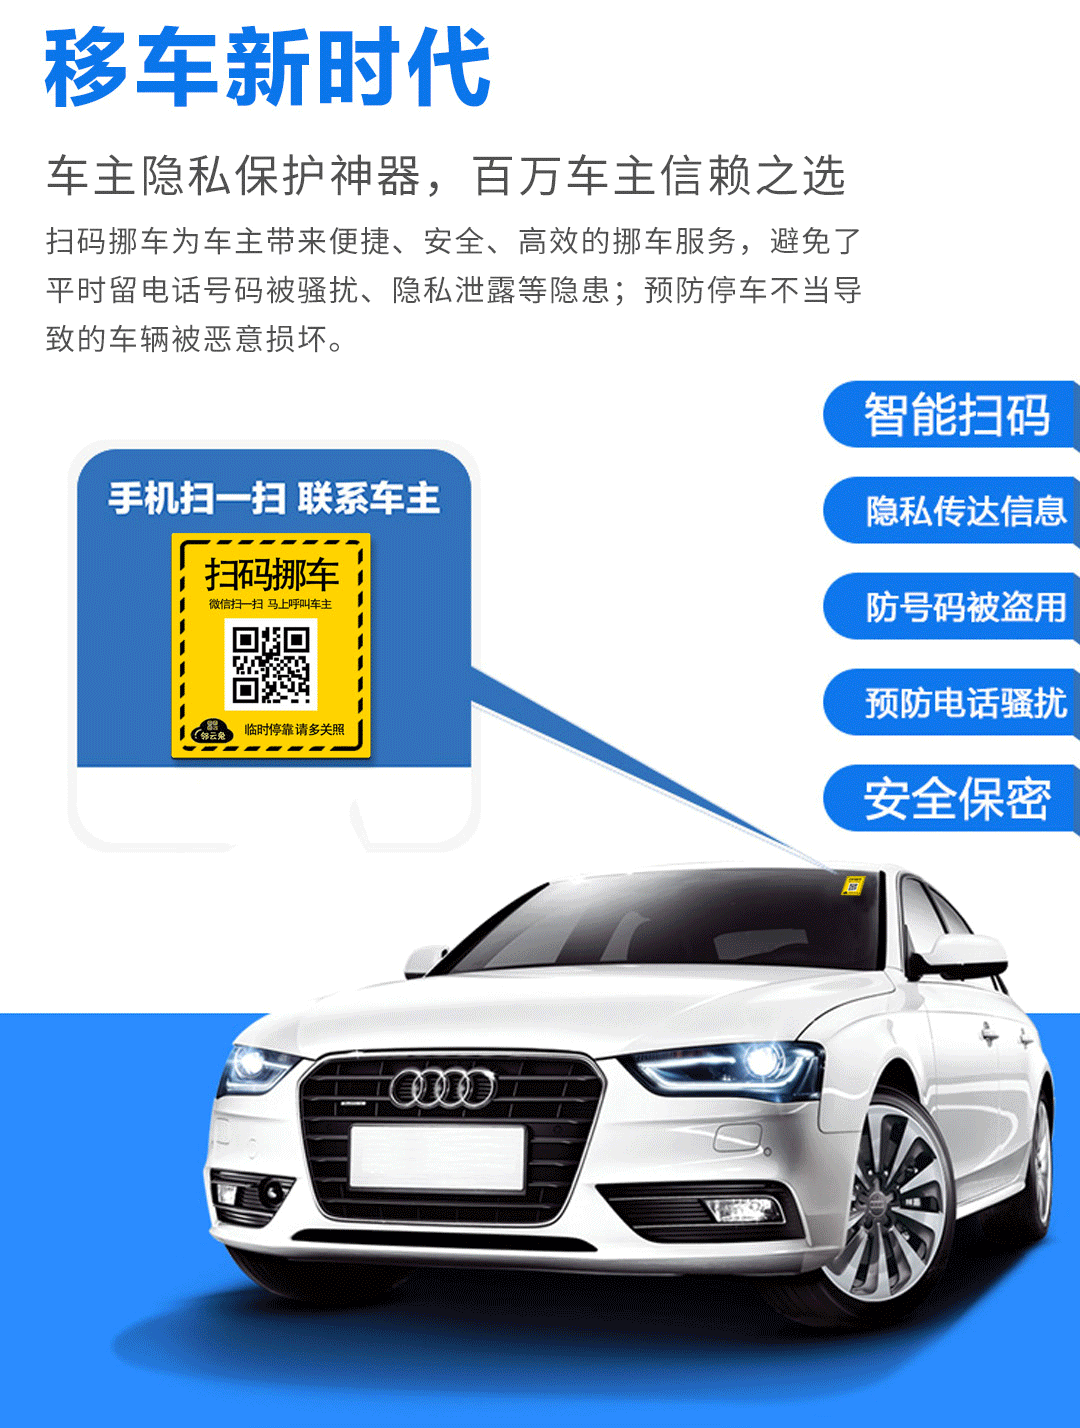 移车新时代
车主隐私保护神器，百万车主信赖之选
扫码挪车为车主带来便捷、安全、高效的挪车服务，避免了
平时留电话号码被骚扰、隐私泄露等隐患；预防停车不当导
致的车辆被恶意损坏。
智能扫码
隐私传达信息
防号码被盗用
预防电话骚扰
安全保密
手机扫一扫 联系车主
扫码挪车
微信扫一扫 马上呼叫车主
邻云兔
临时停靠 请多关照